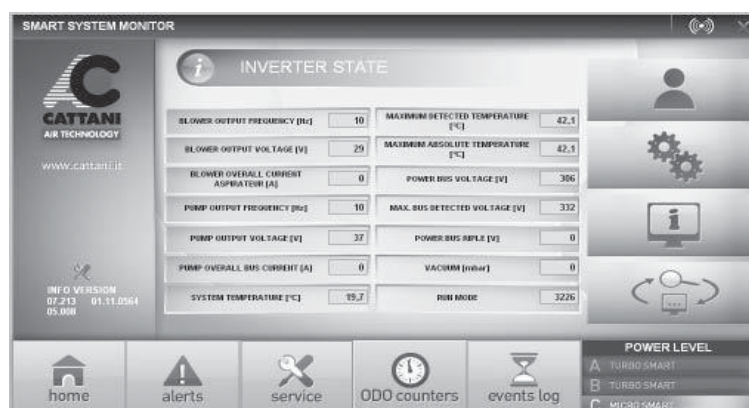 SMART SYSTEM MONITOR
CATTANI
AIR TECHNOLOGY
www.cattani.it
INFO VERSION
07.213 01.11.0564
05.008
INVERTER STATE
BLOWER OUTPUT FREQUENCY [Hz] 10
BLOWER OUTPUT VOLTAGE [V] 29
BLOWER OVERALL CURRENT
ASPIRATEUR [A] 0
PUMP OUTPUT FREQUENCY [Hz] 10
PUMP OUTPUT VOLTAGE [V] 37
PUMP OVERALL BUS CURRENT [A] 0
SYSTEM TEMPERATURE [°C] 19,7
MAXIMUM DETECTED TEMPERATURE
[°C] 42,1
MAXIMUM ABSOLUTE TEMPERATURE
[°C] 42,1
POWER BUS VOLTAGE [V] 306
MAX. BUS DETECTED VOLTAGE [V] 332
POWER BUS RIPLE [V] 0
VACUUM [mbar] 0
RUN MODE 3226
home
alerts
service
ODO counters
events log
POWER LEVEL
A TURBO SMART
B TURBO SMART
C MICRO SMART